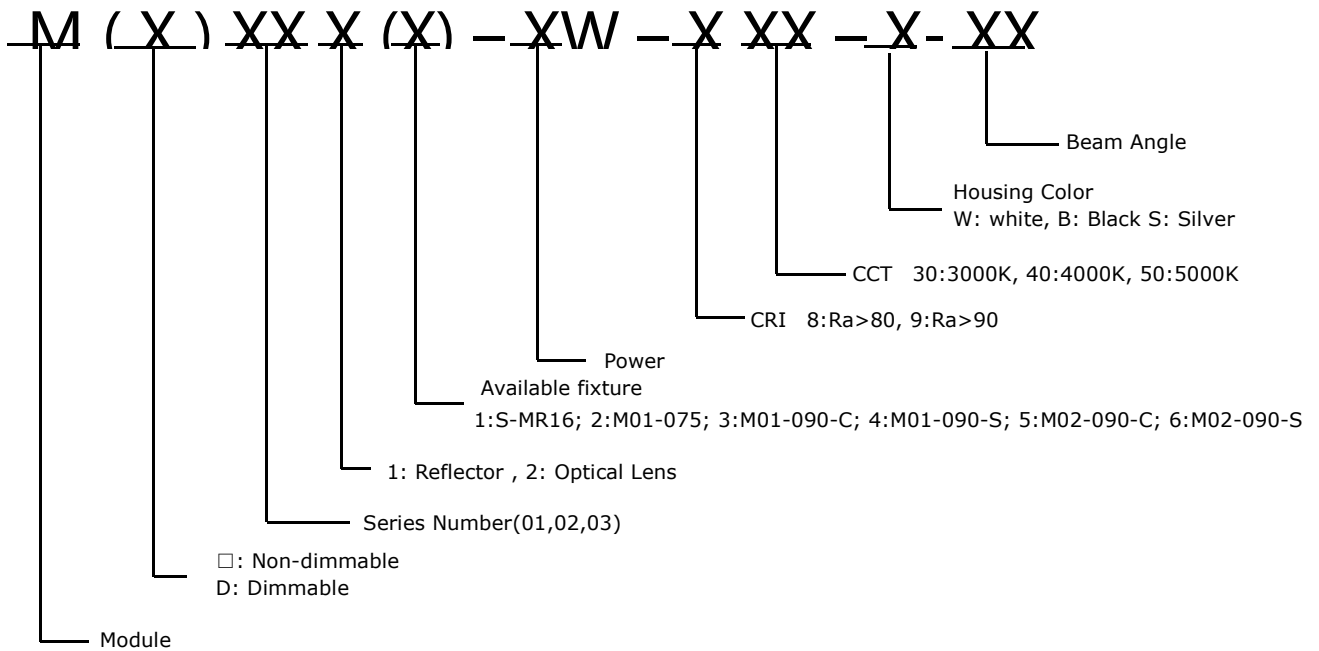 M (X) XX X (X) – XW – X XX – X- XX
Beam Angle
Housing Color
W: white, B: Black S: Silver
CCT 30:3000K, 40:4000K, 50:5000K
CRI 8:Ra>80, 9:Ra>90
Power
Available fixture
1:S-MR16; 2:M01-075; 3:M01-090-C; 4:M01-090-S; 5:M02-090-C; 6:M02-090-S
1: Reflector , 2: Optical Lens
Series Number(01,02,03)
□: Non-dimmable
D: Dimmable
Module